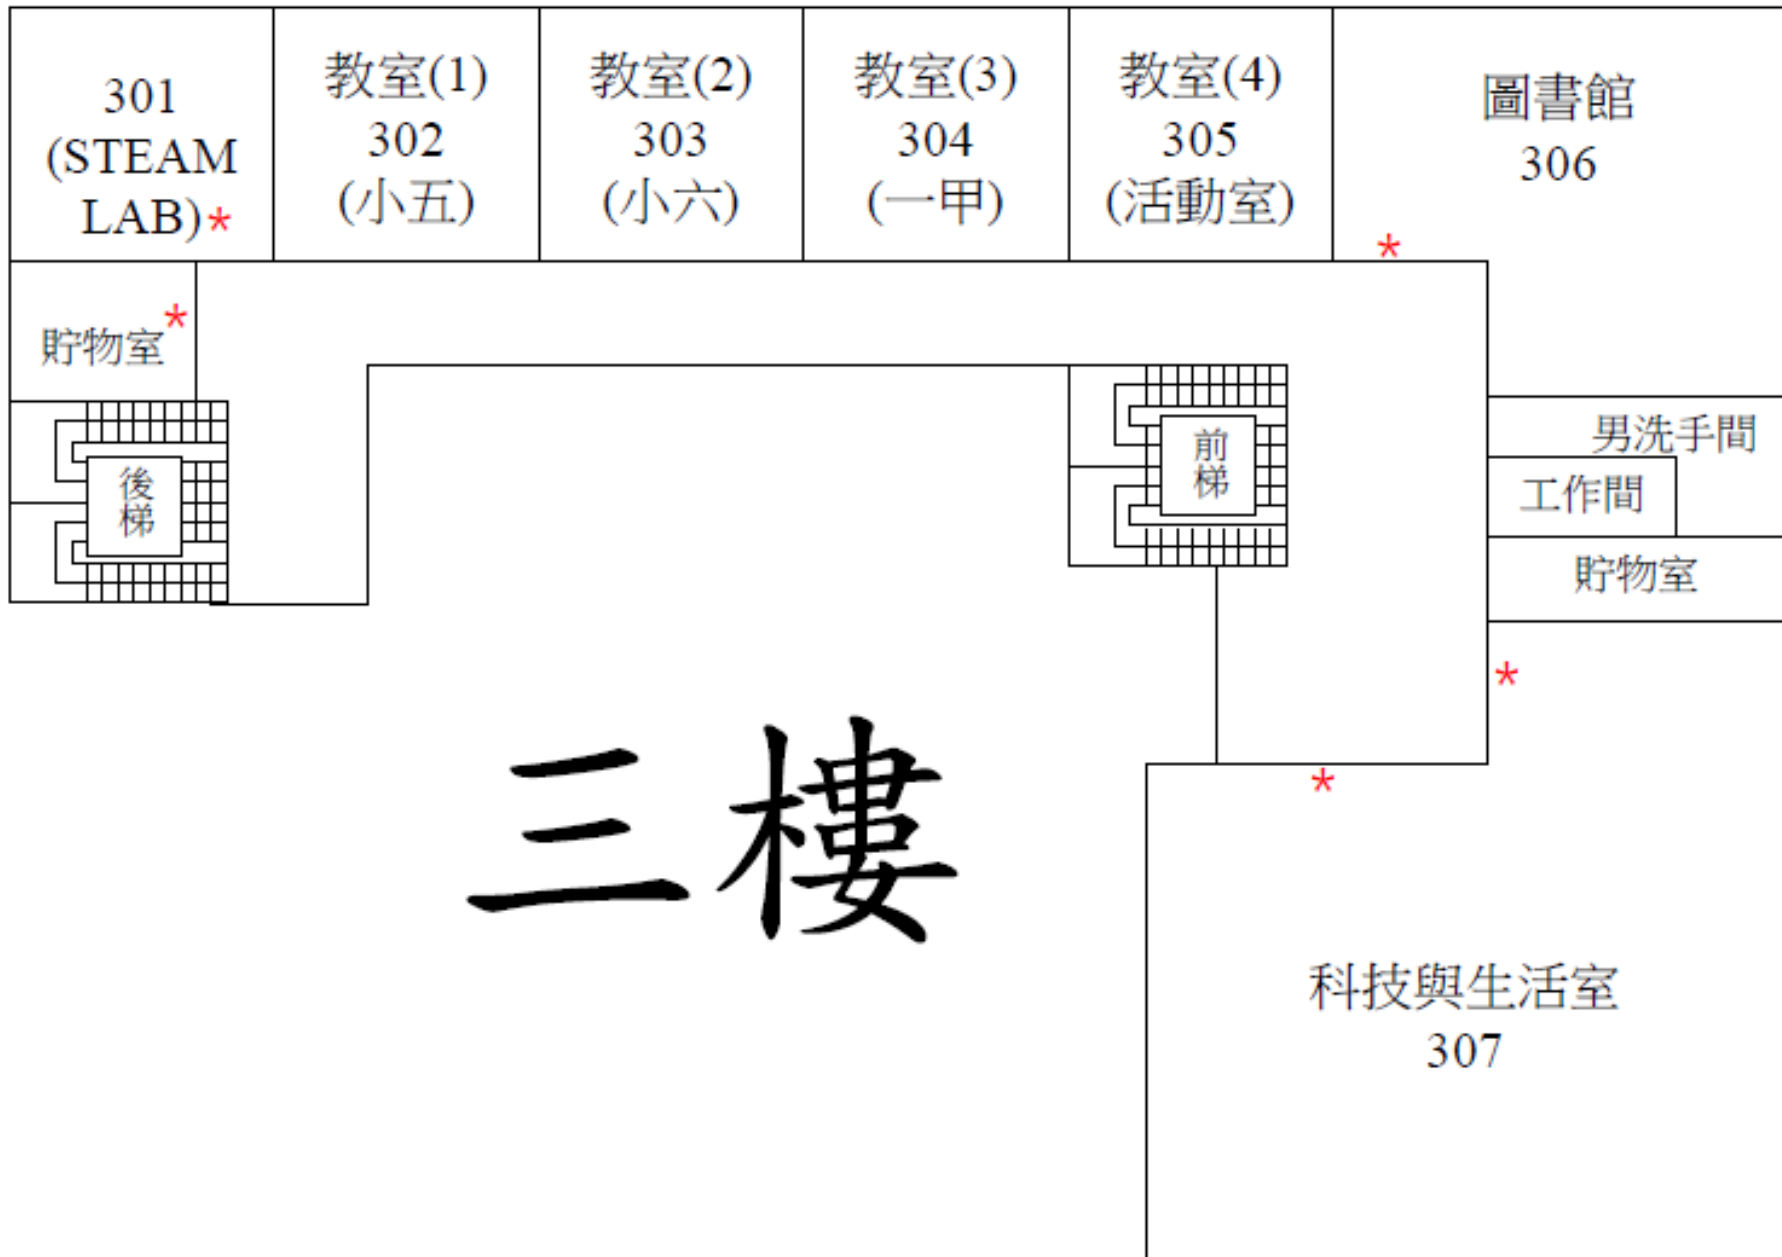 301
(STEAM
LAB)*
教室(1)
302
(小五)
教室(2)
303
(小六)
教室(3)
304
(一甲)
教室(4)
305
(活動室)
圖書館
306
*
貯物室*
後梯
前梯
男洗手間
工作間
貯物室
*
*
三樓
科技與生活室
307